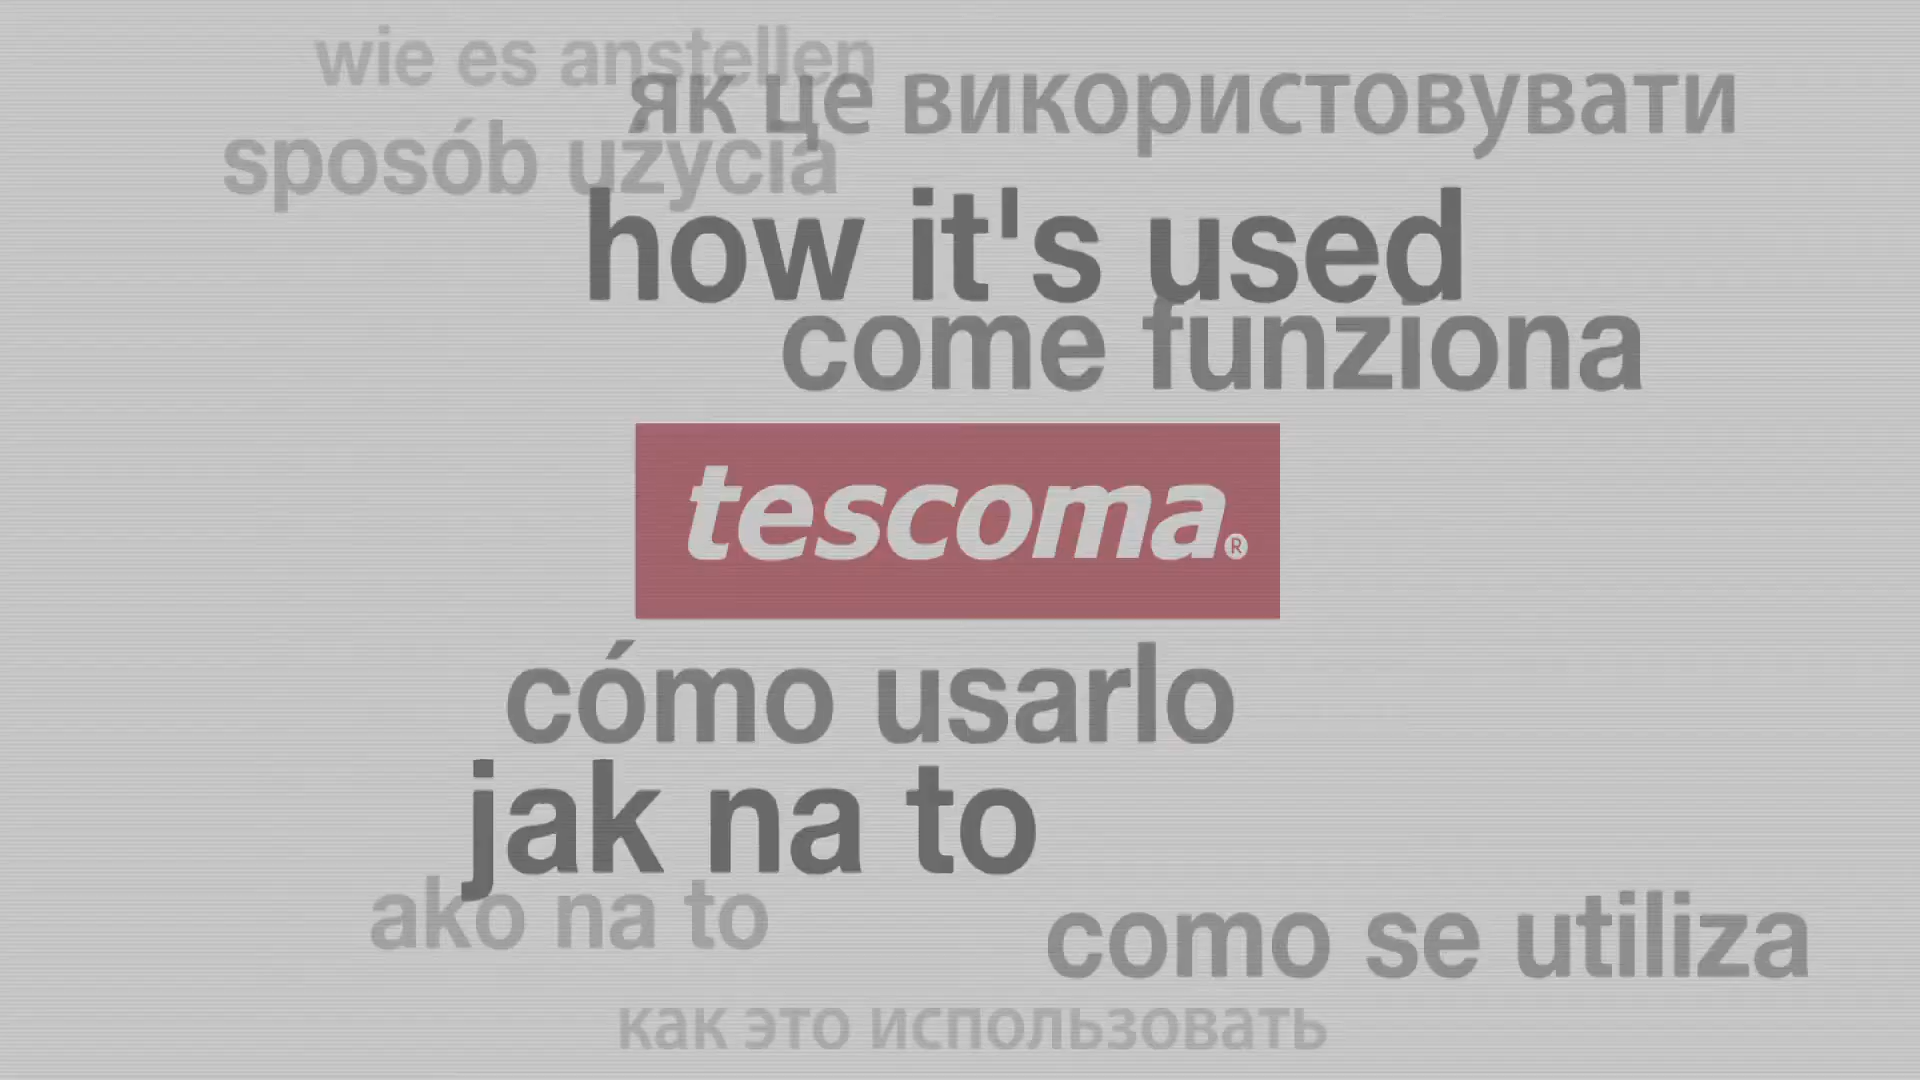 wie es anstellen
як це використовувати
sposób użycia
how it's used
come funziona
tescoma®
cómo usarlo
jak na to
ako na to
como se utiliza
как это использовать